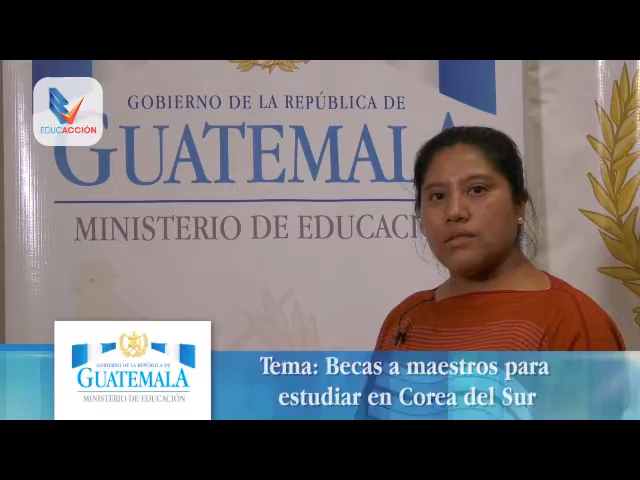 EDUCACCIÓN
GOBIERNO DE LA REPÚBLICA DE
GUATEMALA
MINISTERIO DE EDUCACI
GOBIERNO DE LA REPÚBLICA DE
GUATEMALA
MINISTERIO DE EDUCACIÓN
Tema: Becas a maestros para
estudiar en Corea del Sur